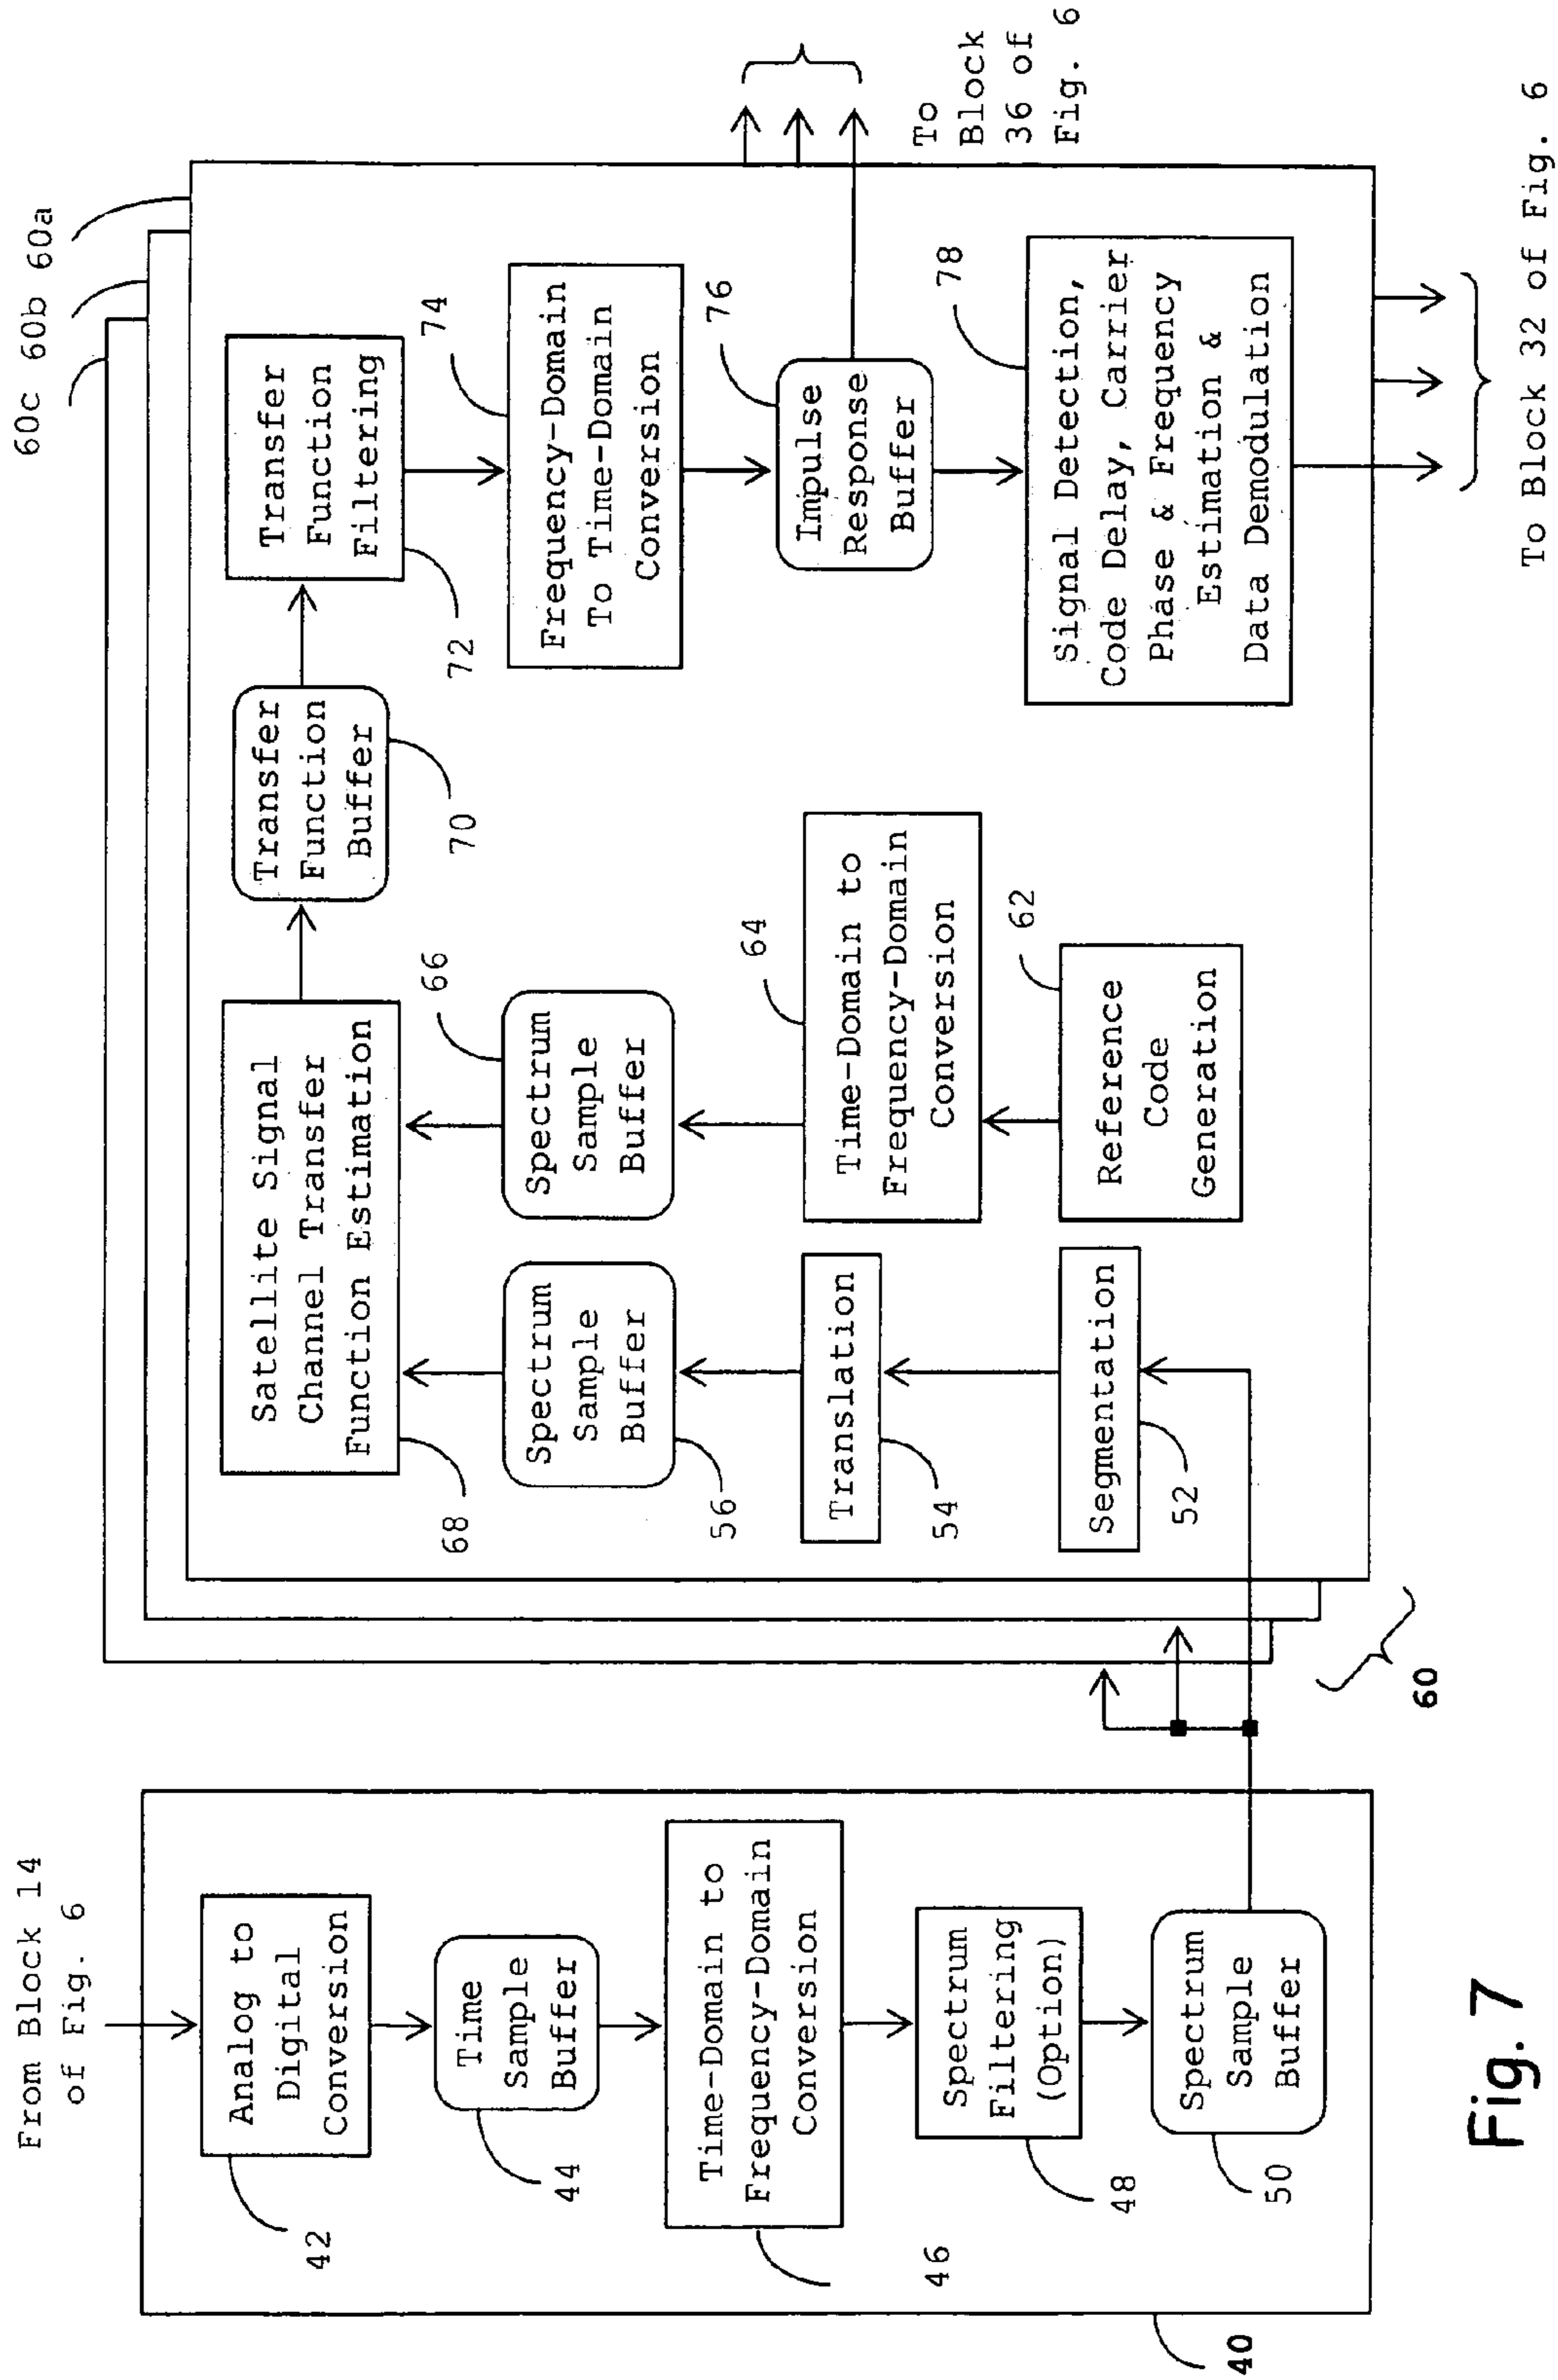 From Block 14
of Fig. 6
Analog to
Digital
Conversion
42
Time
Sample
Buffer
44
Time-Domain to
Frequency-Domain
Conversion
46
Spectrum
Filtering
(Option)
48
Spectrum
Sample
Buffer
50
40
60c 60b 60a
60
Satellite Signal
Channel Transfer
Function Estimation
68
Spectrum
Sample
Buffer
56
Translation
54
Segmentation
52
Spectrum
Sample
Buffer
66
Time-Domain to
Frequency-Domain
Conversion
64
Reference
Code
Generation
62
Transfer
Function
Buffer
70
Transfer
Function
Filtering
72
Frequency-Domain
To Time-Domain
Conversion
74
Impulse
Response
Buffer
76
Signal Detection,
Code Delay, Carrier
Phase & Frequency
Estimation &
Data Demodulation
78
To
Block
36 of
Fig. 6
To Block 32 of Fig. 6
Fig. 7